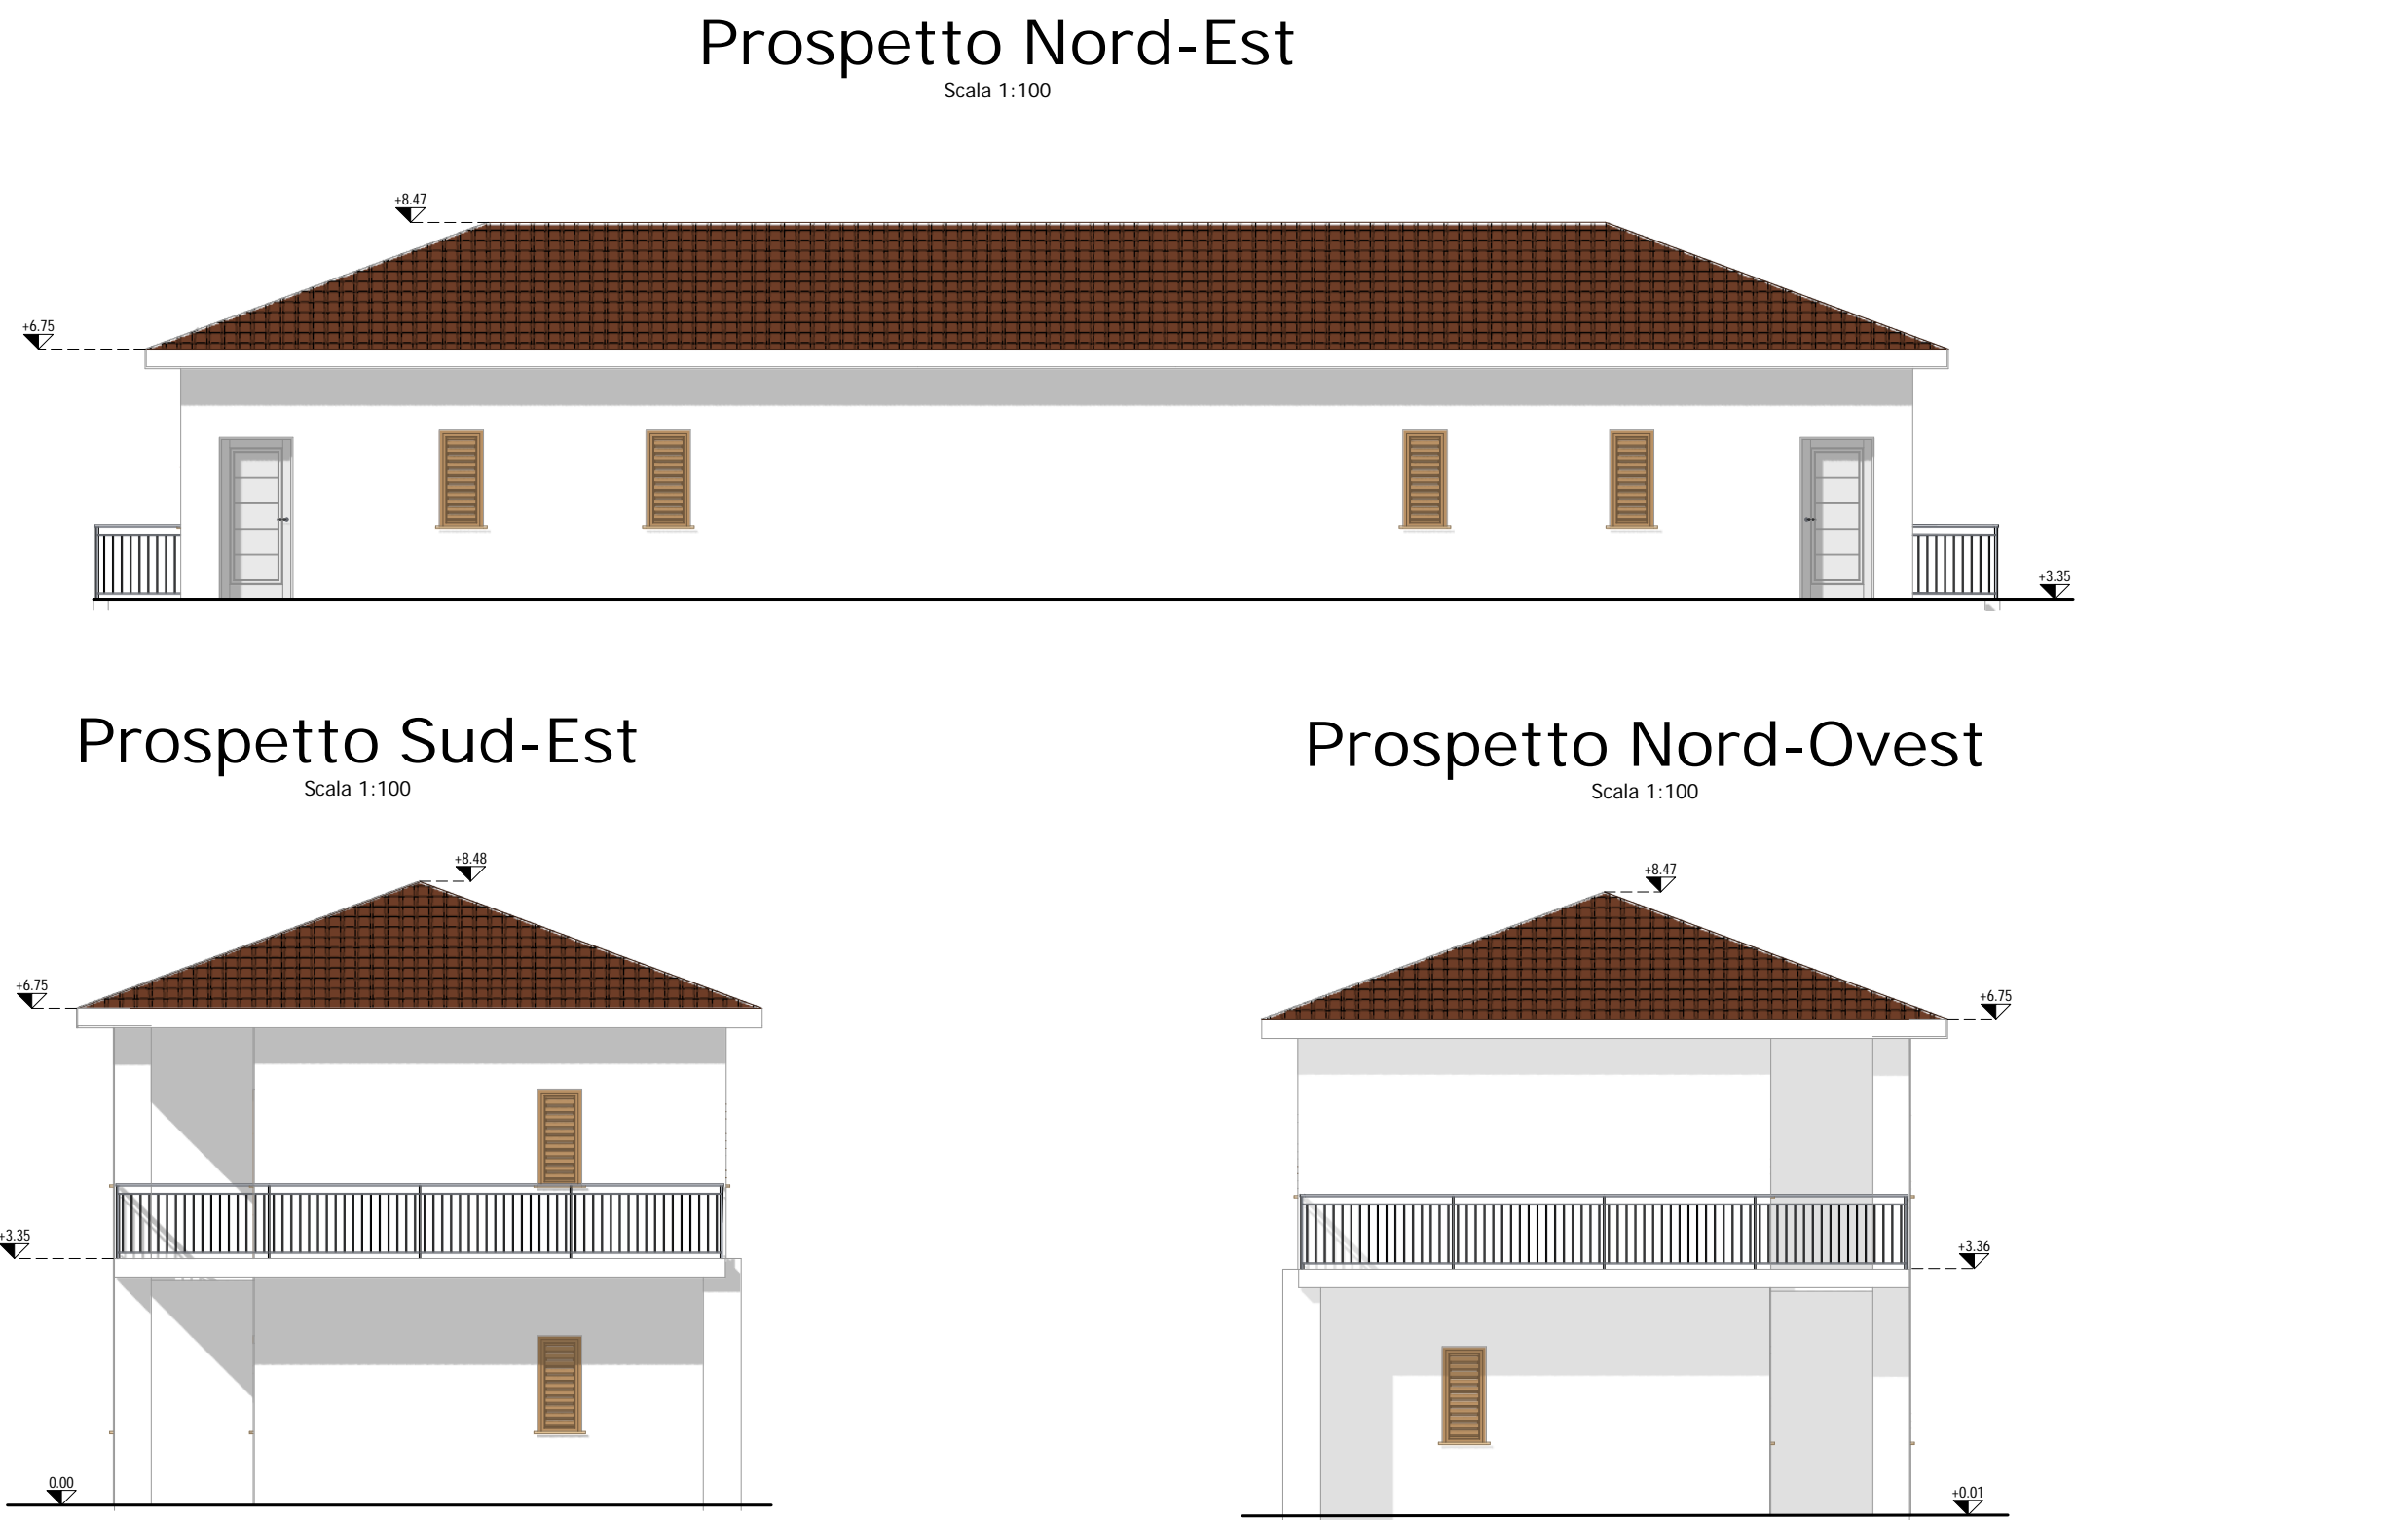 Prospetto Nord-Est
Scala 1:100
+8.47
+6.75
+3.35
Prospetto Sud-Est
Scala 1:100
+8.48
+6.75
+3.35
0.00
Prospetto Nord-Ovest
Scala 1:100
+8.47
+6.75
+3.36
+0.01